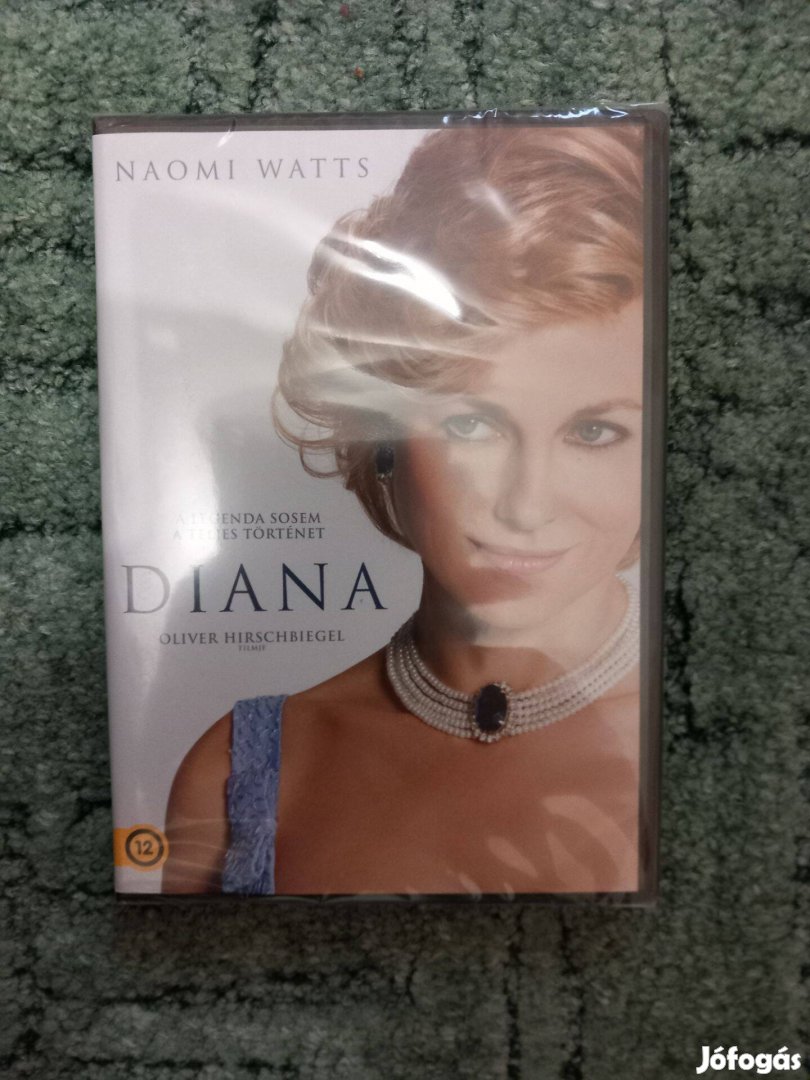 NAOMI WATTS
A LEGENDA SOSEM
A TELJES TÖRTÉNET
DIANA
OLIVER HIRSCHBIEGEL
FILMJE
12
Jófogás